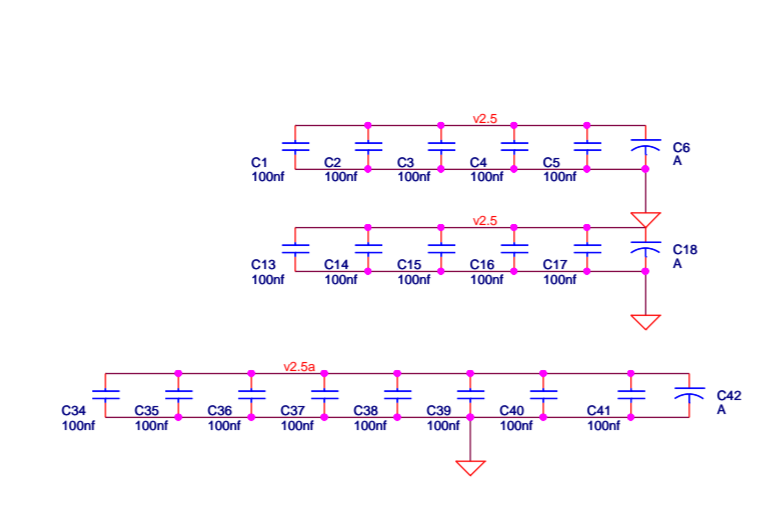 v2.5
C1 C2 C3 C4 C5 C6
100nf 100nf 100nf 100nf 100nf A
v2.5
C13 C14 C15 C16 C17 C18
100nf 100nf 100nf 100nf 100nf A
v2.5a
C34 C35 C36 C37 C38 C39 C40 C41 C42
100nf 100nf 100nf 100nf 100nf 100nf 100nf 100nf A